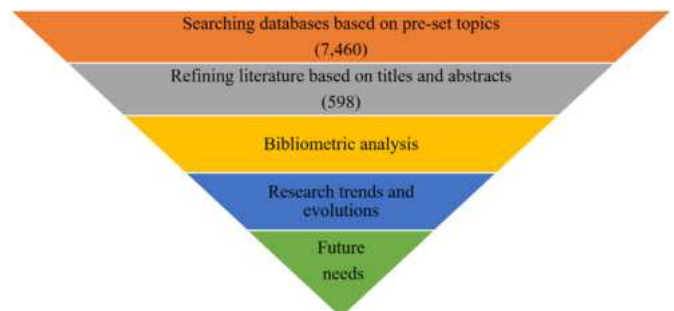 Searching databases based on pre-set topics
(7,460)
Refining literature based on titles and abstracts
(598)
Bibliometric analysis
Research trends and
evolutions
Future
needs